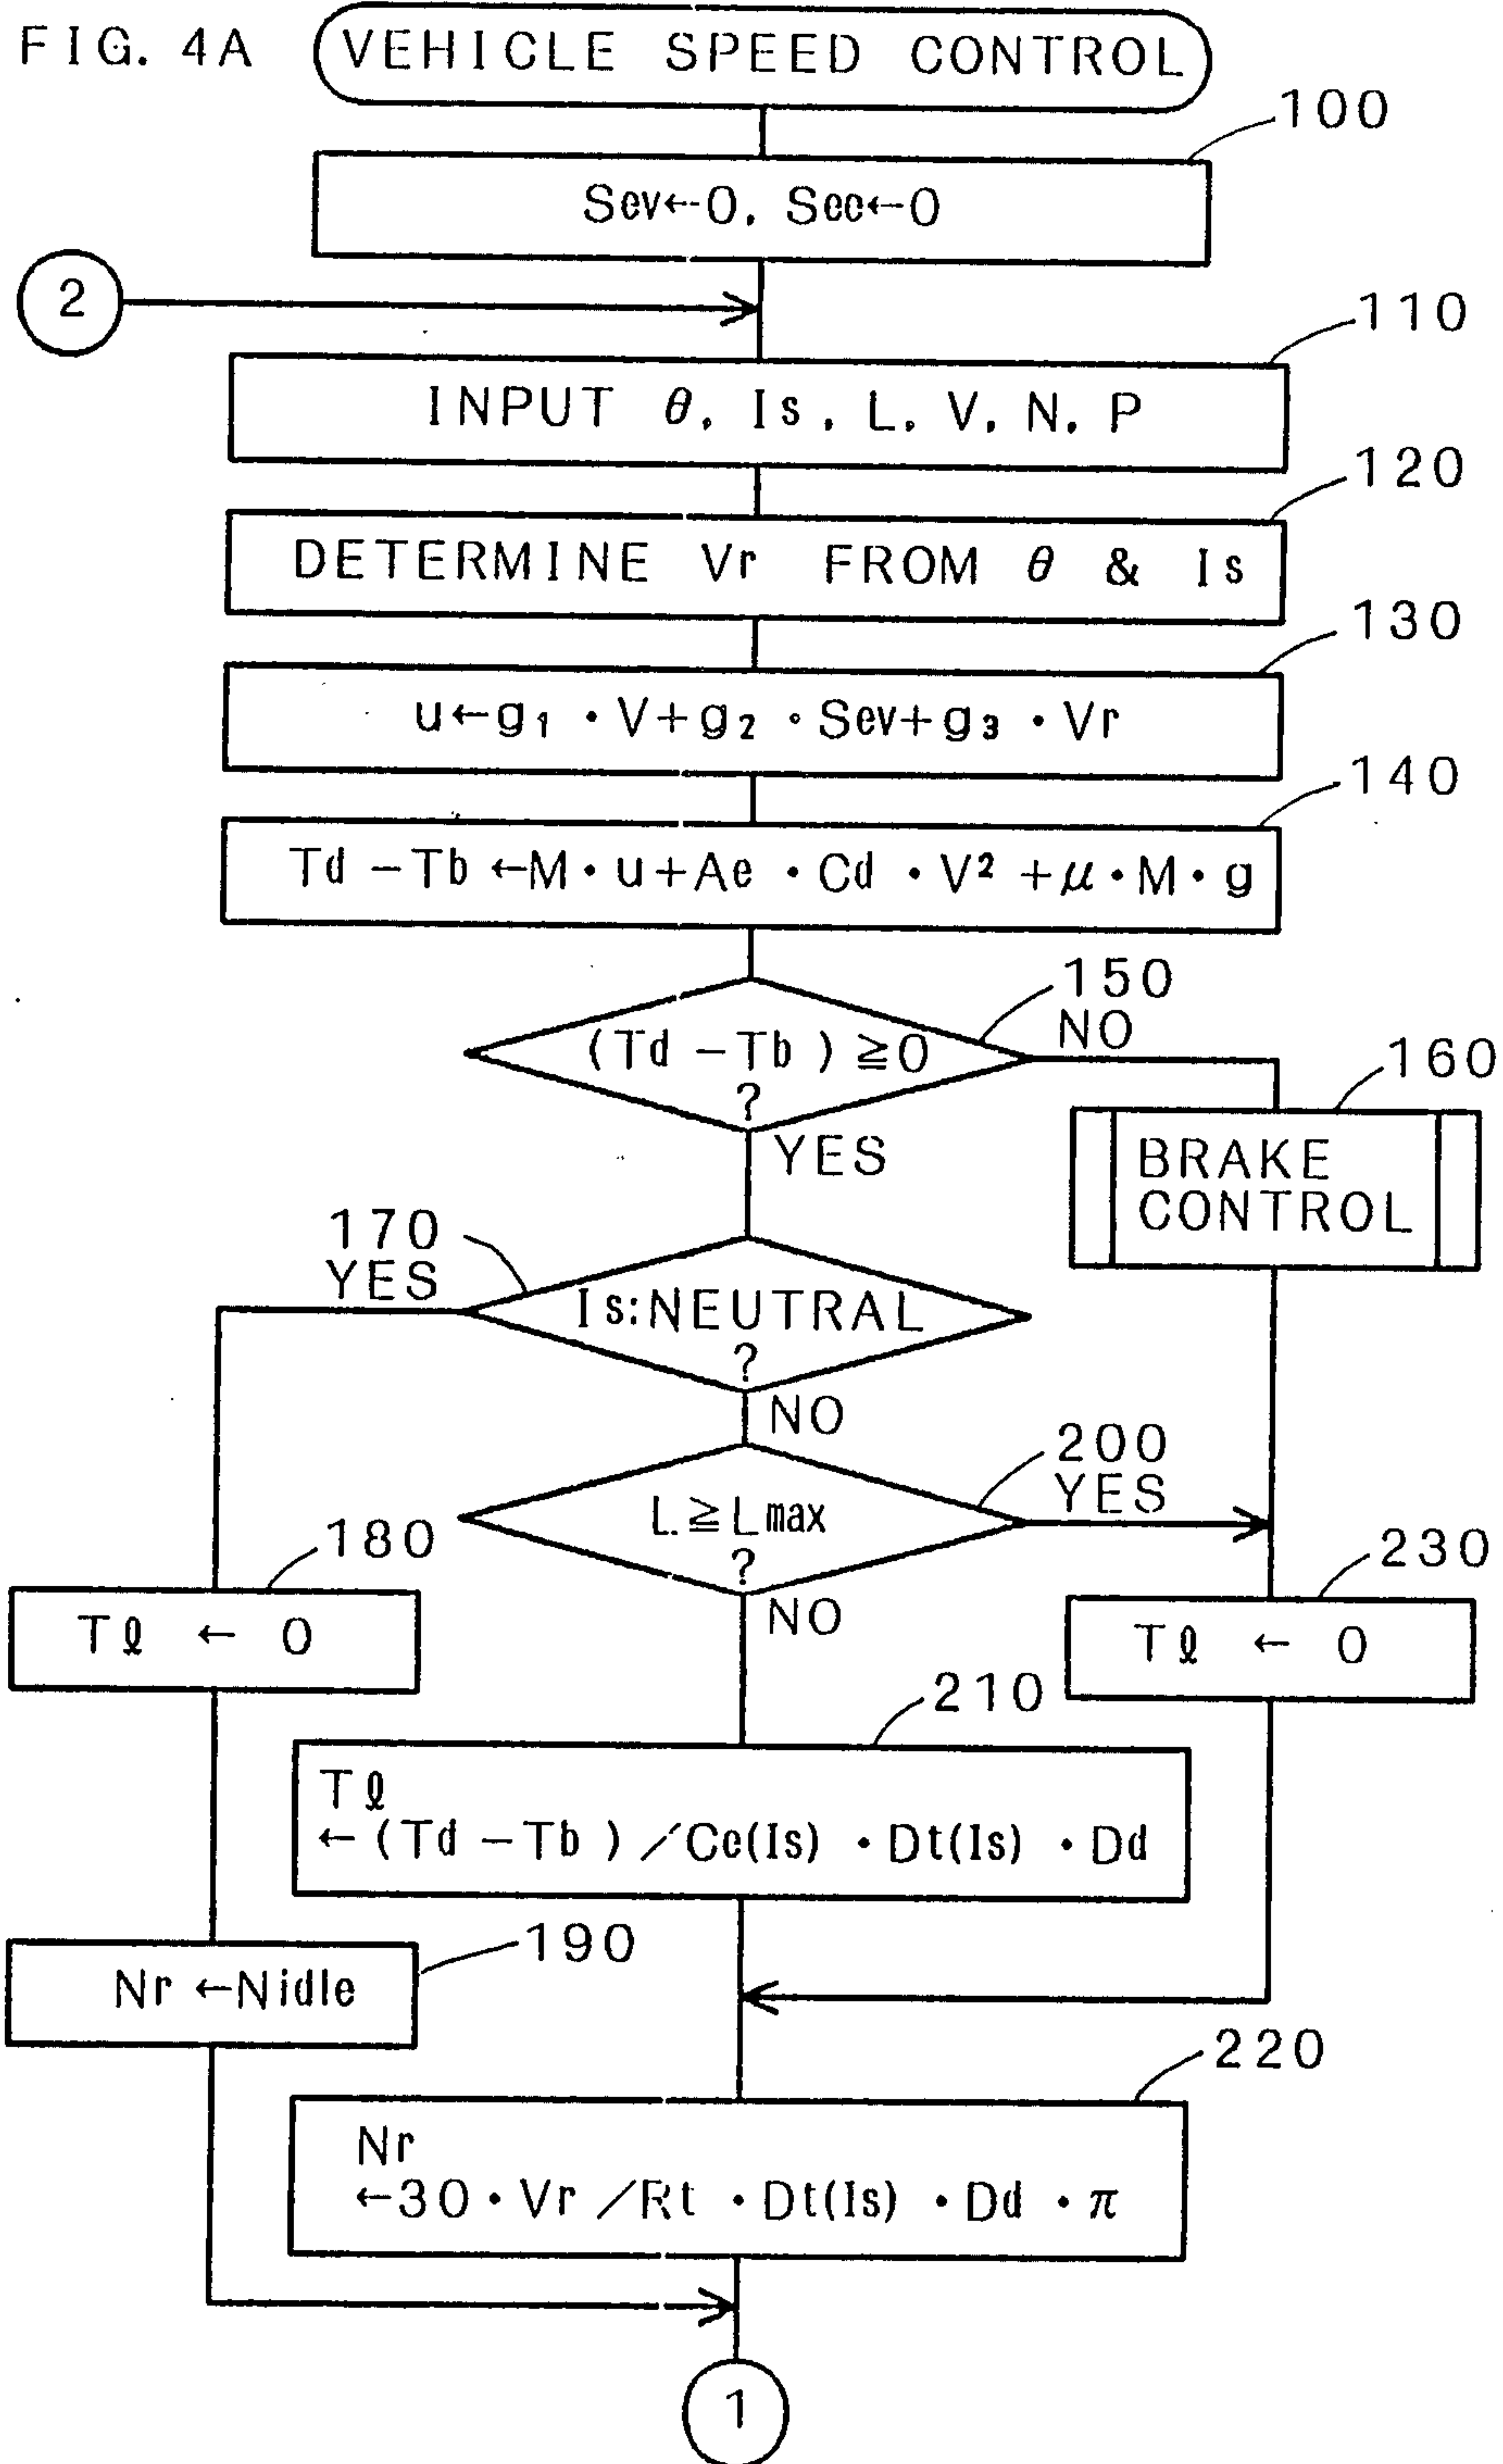 FIG. 4A
VEHICLE SPEED CONTROL
100
Sev←0, See←0
2
110
INPUT θ, Is, L, V, N, P
120
DETERMINE Vr FROM θ & Is
130
u←g₁・V+g₂・Sev+g₃・Vr
140
Td −Tb ←M・u+Ae・Cd・V² +μ・M・g
150
NO
(Td −Tb ) ≧0
?
YES
160
BRAKE
CONTROL
170
YES
Is:NEUTRAL
?
NO
200
YES
L ≧ Lmax
?
NO
180
Tℓ ← 0
230
Tℓ ← 0
210
Tℓ
← (Td −Tb ) /Ce(Is) ・Dt(Is) ・Dd
190
Nr ←Nidle
220
Nr
←30・Vr /Rt ・Dt(Is) ・Dd ・π
1